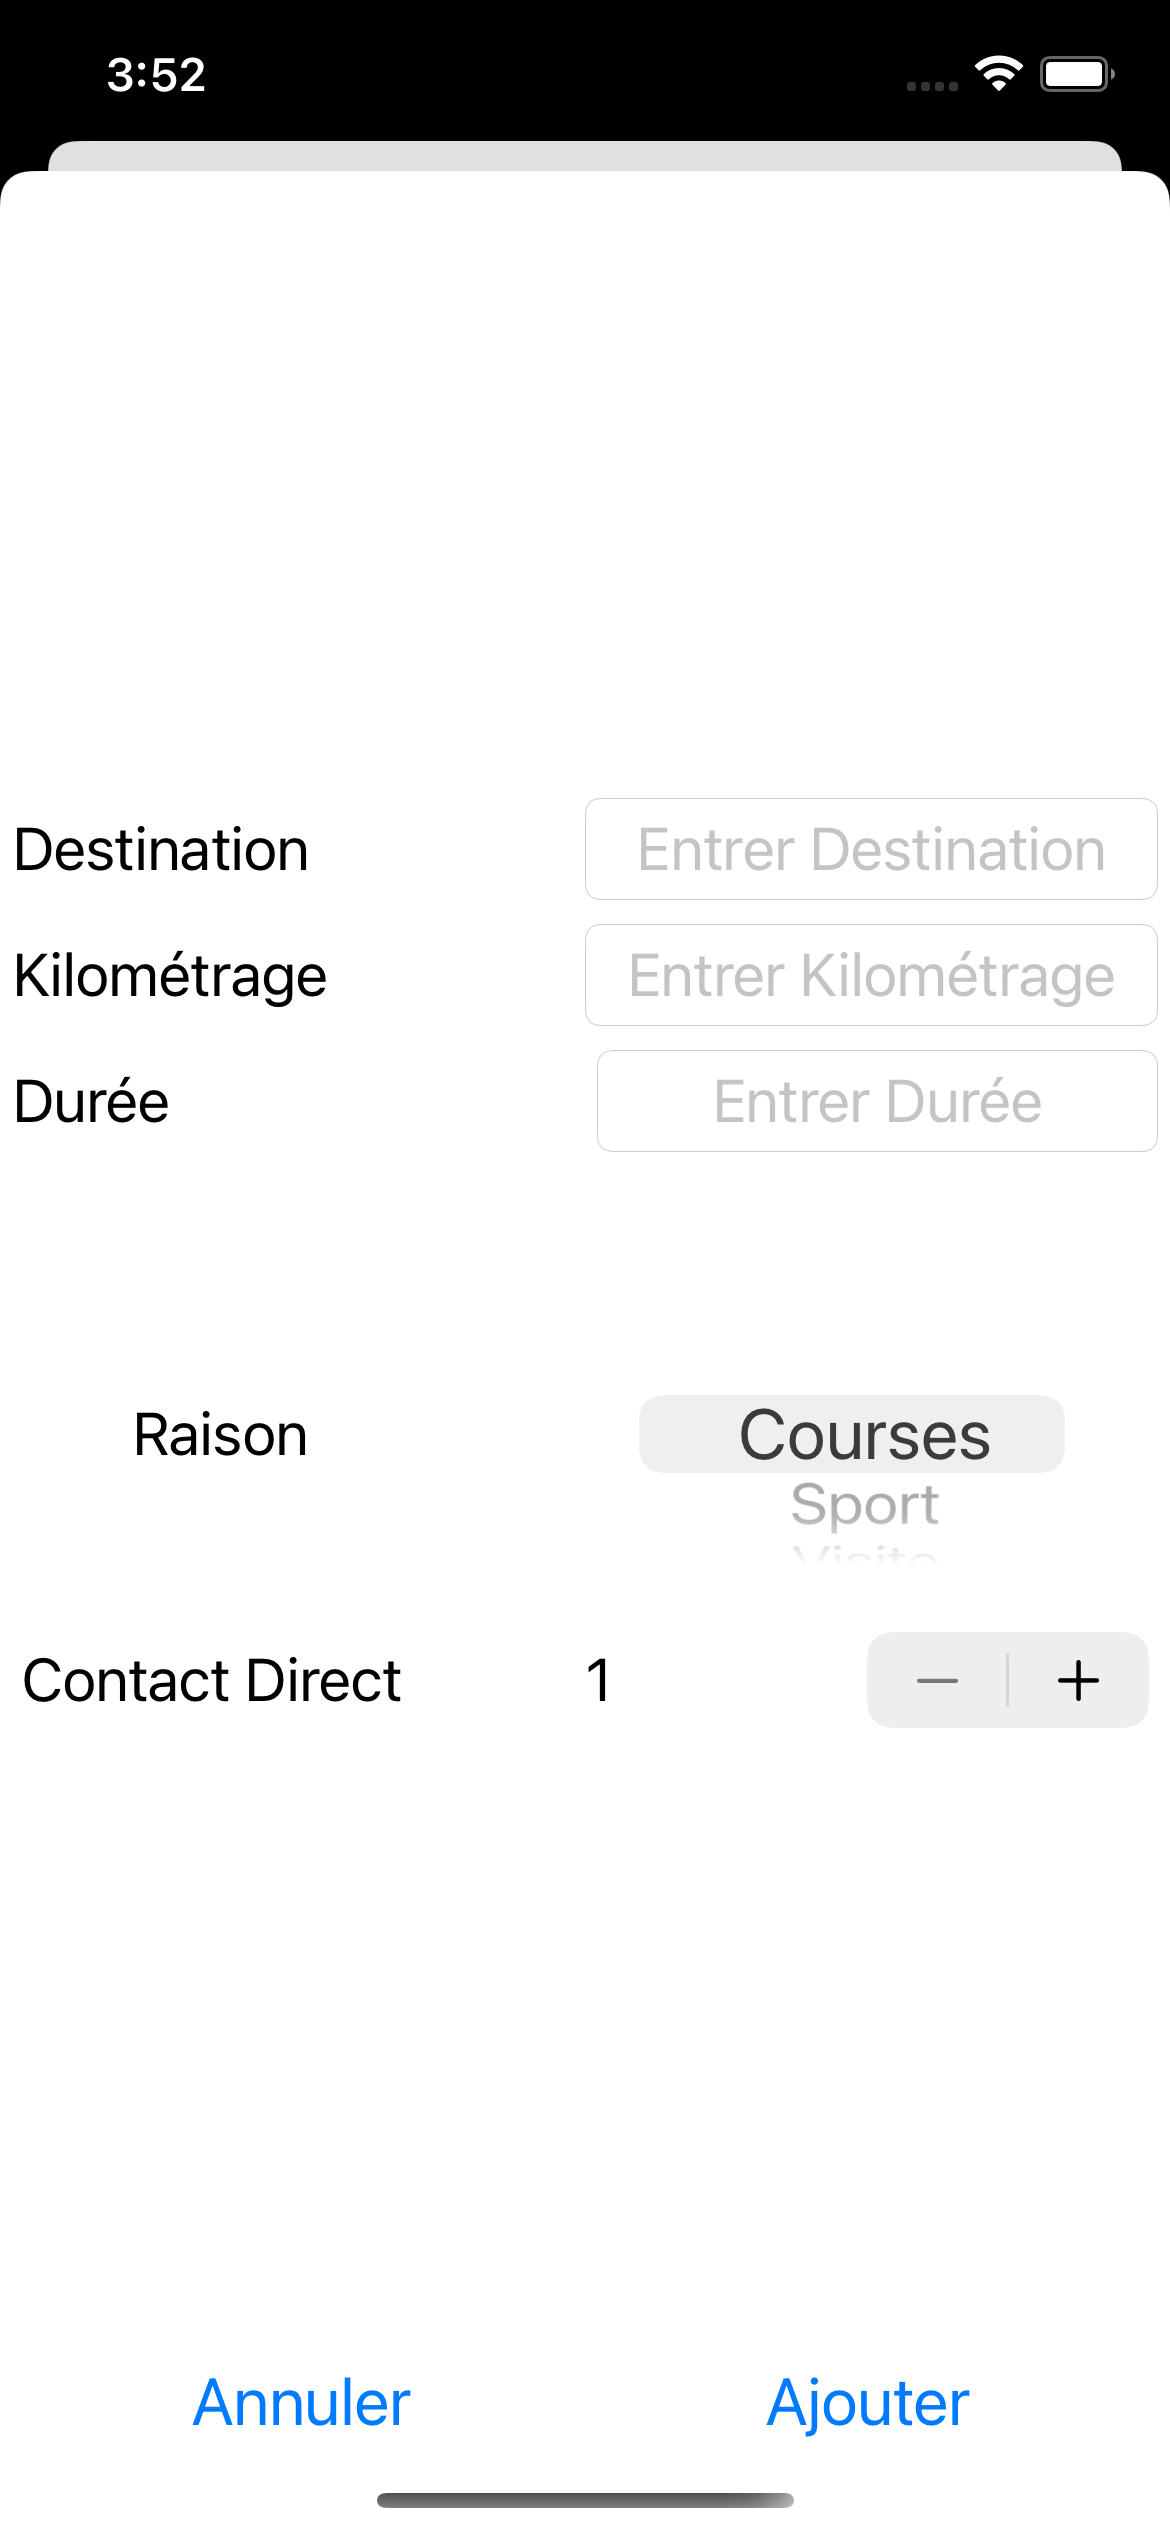 3:52
Destination Entrer Destination
Kilométrage Entrer Kilométrage
Durée Entrer Durée
Raison Courses
Sport
Visite
Contact Direct 1 − +
Annuler Ajouter